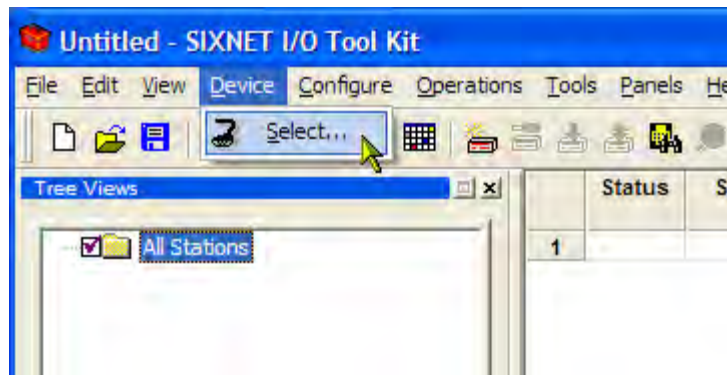 Untitled - SIXNET I/O Tool Kit
File Edit View Device Configure Operations Tools Panels
Select...
Tree Views
Status
All Stations
1